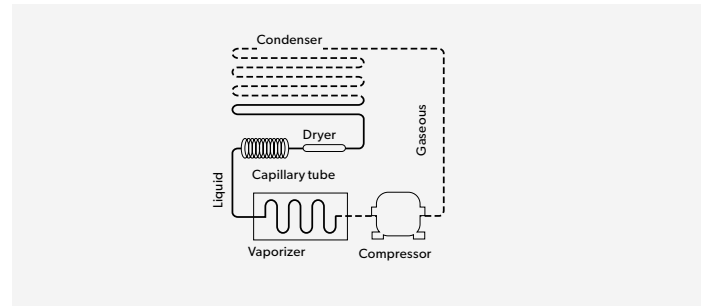 Condenser
Gaseous
Dryer
Capillary tube
Liquid
Vaporizer
Compressor